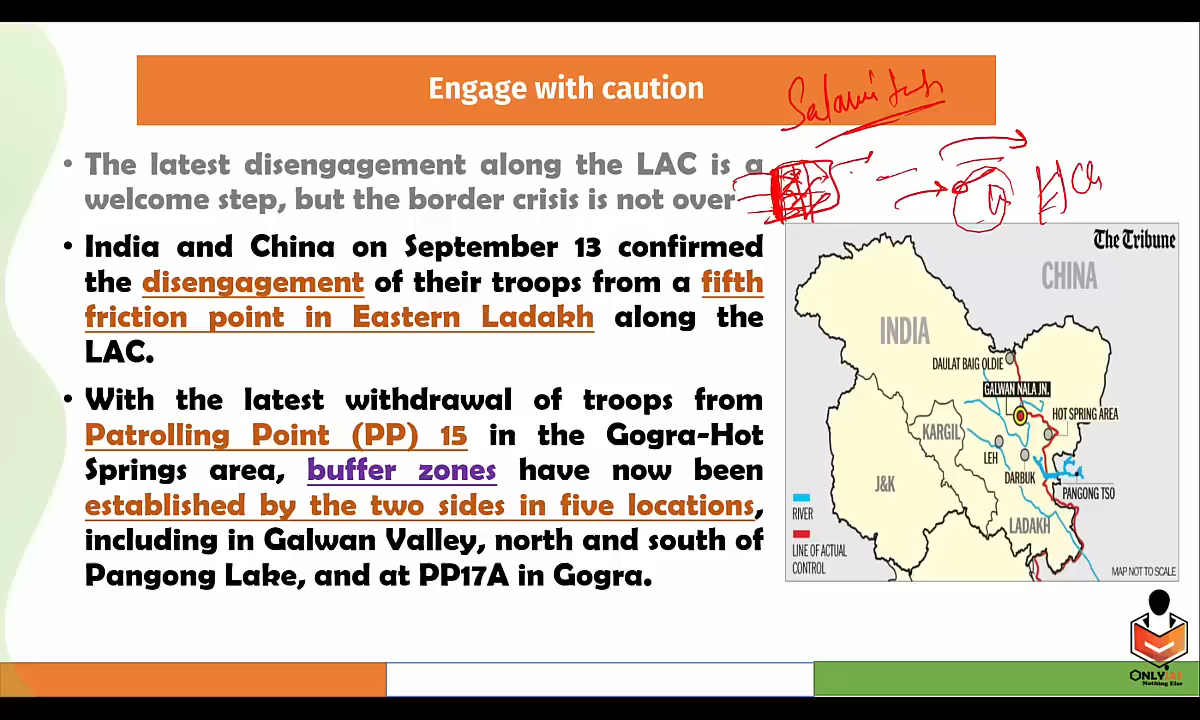 Engage with caution
Salami
• The latest disengagement along the LAC is a
welcome step, but the border crisis is not over
• India and China on September 13 confirmed
the disengagement of their troops from a fifth
friction point in Eastern Ladakh along the
LAC.
• With the latest withdrawal of troops from
Patrolling Point (PP) 15 in the Gogra-Hot
Springs area, buffer zones have now been
established by the two sides in five locations,
including in Galwan Valley, north and south of
Pangong Lake, and at PP17A in Gogra.
The Tribune
CHINA
INDIA
DAULAT BAIG OLDIE
GALWAN NALA JN.
HOT SPRING AREA
KARGIL
LEH
DARBUK
J&K
PANGONG TSO
RIVER
LADAKH
LINE OF ACTUAL
CONTROL
MAP NOT TO SCALE
ONLYIAS
Nothing Else